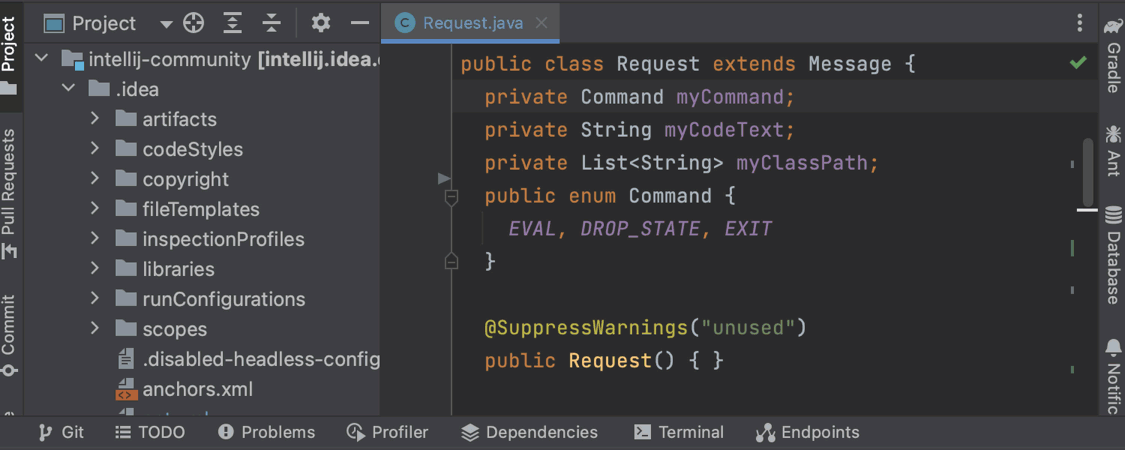 Project
Request.java
Project
Pull Requests
Commit
intellij-community [intellij.idea.
.idea
artifacts
codeStyles
copyright
fileTemplates
inspectionProfiles
libraries
runConfigurations
scopes
.disabled-headless-config
anchors.xml
public class Request extends Message {
private Command myCommand;
private String myCodeText;
private List<String> myClassPath;
public enum Command {
EVAL, DROP_STATE, EXIT
}
@SuppressWarnings("unused")
public Request() { }
Gradle
Ant
Database
Notific
Git
TODO
Problems
Profiler
Dependencies
Terminal
Endpoints